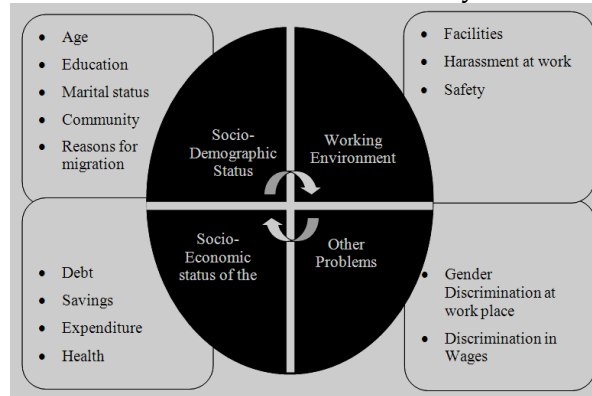 • Age
• Education
• Marital status
• Community
• Reasons for
migration
• Facilities
• Harassment at work
• Safety
Socio-
Demographic
Status
Working
Environment
Socio-
Economic
status of the
Other
Problems
• Debt
• Savings
• Expenditure
• Health
• Gender
Discrimination at
work place
• Discrimination in
Wages